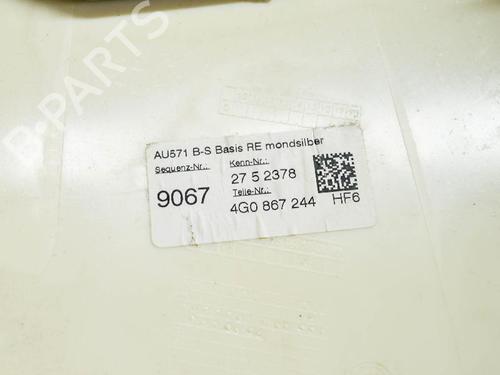 B-PARTS
AU571 B-S Basis RE mondsilber
Sequenz-Nr.: Kenn-Nr.:
9067 27 5 2378
Teile-Nr.:
4G0 867 244 HF6